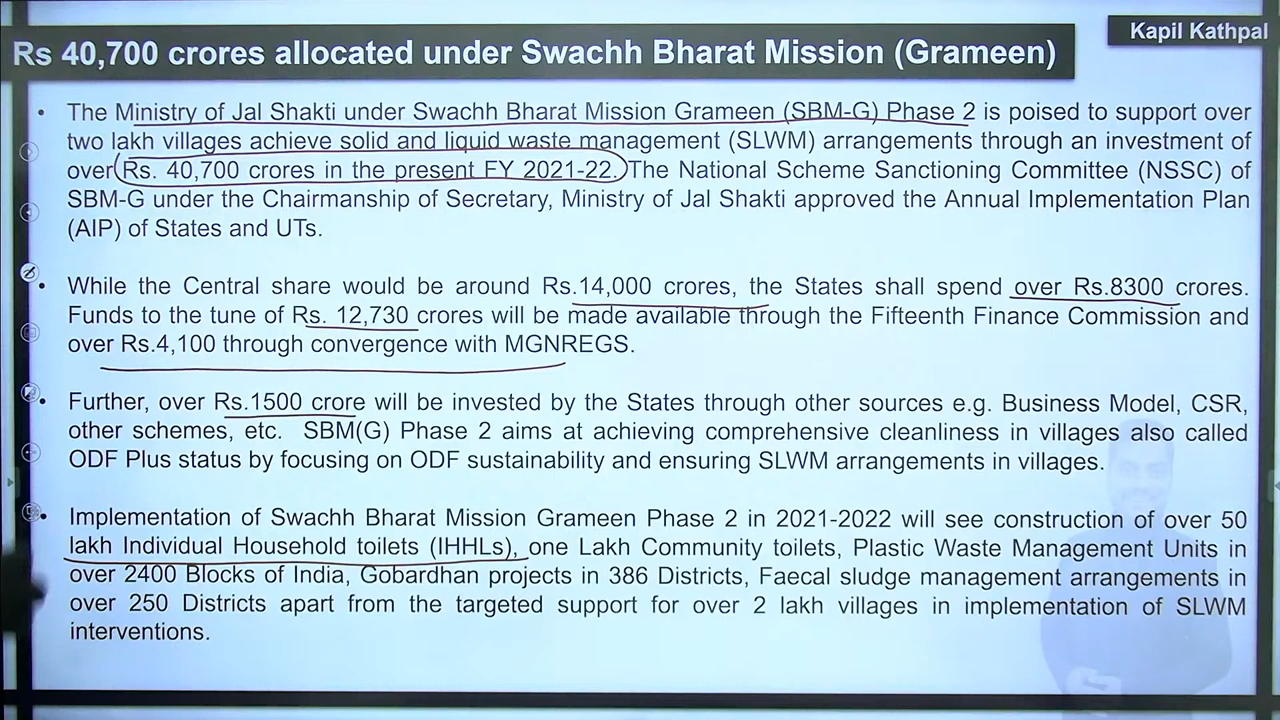 Kapil Kathpal
Rs 40,700 crores allocated under Swachh Bharat Mission (Grameen)
• The Ministry of Jal Shakti under Swachh Bharat Mission Grameen (SBM-G) Phase 2 is poised to support over
two lakh villages achieve solid and liquid waste management (SLWM) arrangements through an investment of
over Rs. 40,700 crores in the present FY 2021-22. The National Scheme Sanctioning Committee (NSSC) of
SBM-G under the Chairmanship of Secretary, Ministry of Jal Shakti approved the Annual Implementation Plan
(AIP) of States and UTs.
• While the Central share would be around Rs.14,000 crores, the States shall spend over Rs.8300 crores.
Funds to the tune of Rs. 12,730 crores will be made available through the Fifteenth Finance Commission and
over Rs.4,100 through convergence with MGNREGS.
• Further, over Rs.1500 crore will be invested by the States through other sources e.g. Business Model, CSR,
other schemes, etc. SBM(G) Phase 2 aims at achieving comprehensive cleanliness in villages also called
ODF Plus status by focusing on ODF sustainability and ensuring SLWM arrangements in villages.
• Implementation of Swachh Bharat Mission Grameen Phase 2 in 2021-2022 will see construction of over 50
lakh Individual Household toilets (IHHLs), one Lakh Community toilets, Plastic Waste Management Units in
over 2400 Blocks of India, Gobardhan projects in 386 Districts, Faecal sludge management arrangements in
over 250 Districts apart from the targeted support for over 2 lakh villages in implementation of SLWM
interventions.